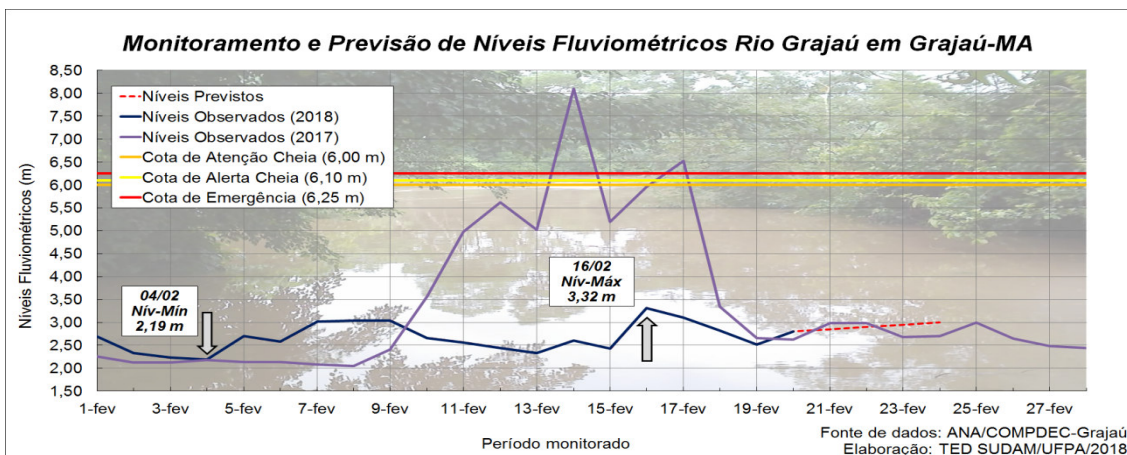 Monitoramento e Previsão de Níveis Fluviométricos Rio Grajaú em Grajaú-MA
8,50
8,00
7,50
7,00
6,50
6,00
5,50
5,00
4,50
4,00
3,50
3,00
2,50
2,00
1,50
Níveis Fluviométricos (m)
Níveis Previstos
Níveis Observados (2018)
Níveis Observados (2017)
Cota de Atenção Cheia (6,00 m)
Cota de Alerta Cheia (6,10 m)
Cota de Emergência (6,25 m)
04/02
Nív-Mín
2,19 m
16/02
Nív-Máx
3,32 m
1-fev 3-fev 5-fev 7-fev 9-fev 11-fev 13-fev 15-fev 17-fev 19-fev 21-fev 23-fev 25-fev 27-fev
Período monitorado
Fonte de dados: ANA/COMPDEC-Grajaú
Elaboração: TED SUDAM/UFPA/2018